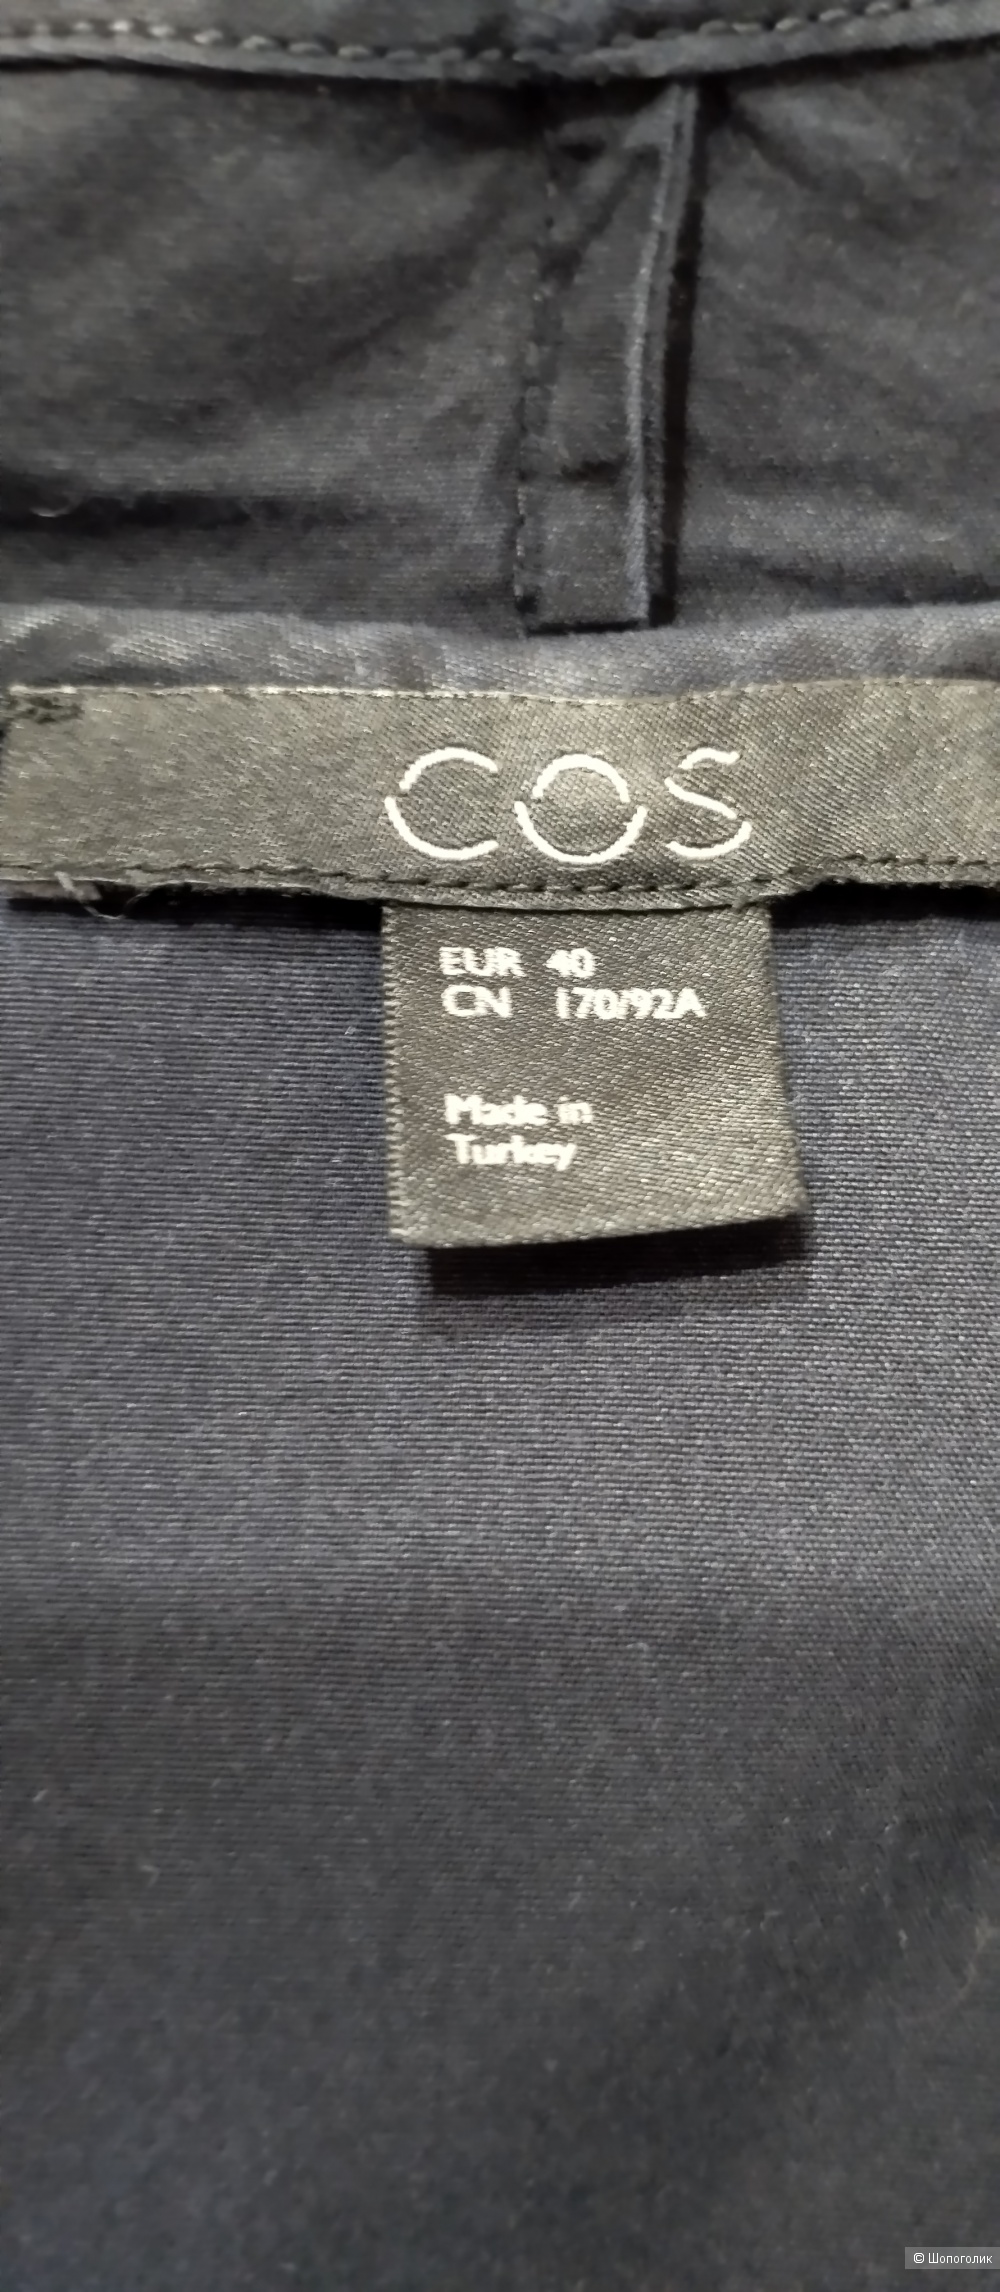 COS
EUR 40
CN 170/92A
Made in
Turkey
© Шопоголик